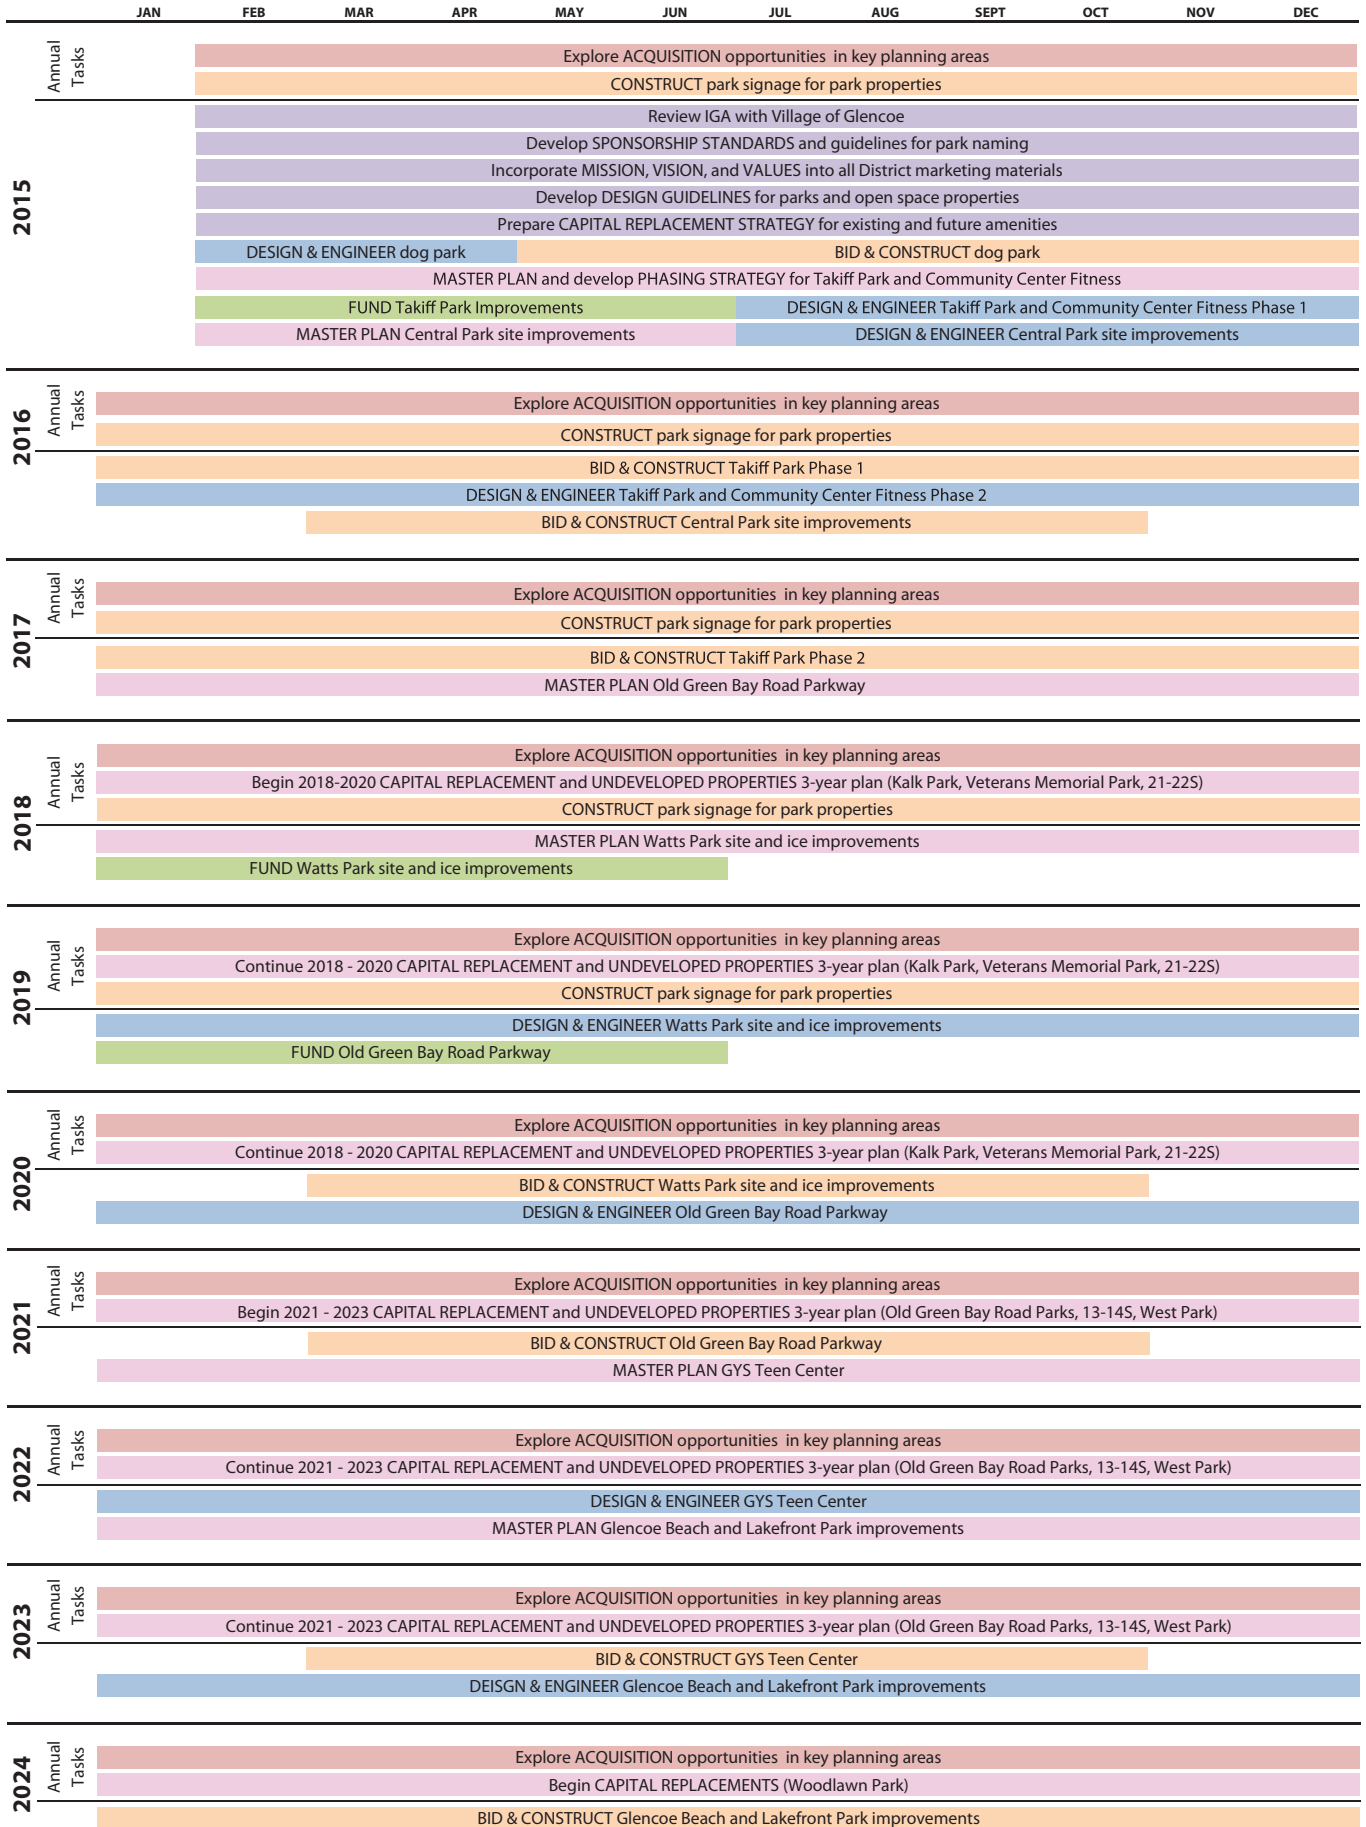 JAN FEB MAR APR MAY JUN JUL AUG SEPT OCT NOV DEC
2015
Annual
Tasks
Explore ACQUISITION opportunities in key planning areas
CONSTRUCT park signage for park properties
Review IGA with Village of Glencoe
Develop SPONSORSHIP STANDARDS and guidelines for park naming
Incorporate MISSION, VISION, and VALUES into all District marketing materials
Develop DESIGN GUIDELINES for parks and open space properties
Prepare CAPITAL REPLACEMENT STRATEGY for existing and future amenities
DESIGN & ENGINEER dog park BID & CONSTRUCT dog park
MASTER PLAN and develop PHASING STRATEGY for Takiff Park and Community Center Fitness
FUND Takiff Park Improvements DESIGN & ENGINEER Takiff Park and Community Center Fitness Phase 1
MASTER PLAN Central Park site improvements DESIGN & ENGINEER Central Park site improvements
2016
Annual
Tasks
Explore ACQUISITION opportunities in key planning areas
CONSTRUCT park signage for park properties
BID & CONSTRUCT Takiff Park Phase 1
DESIGN & ENGINEER Takiff Park and Community Center Fitness Phase 2
BID & CONSTRUCT Central Park site improvements
2017
Annual
Tasks
Explore ACQUISITION opportunities in key planning areas
CONSTRUCT park signage for park properties
BID & CONSTRUCT Takiff Park Phase 2
MASTER PLAN Old Green Bay Road Parkway
2018
Annual
Tasks
Explore ACQUISITION opportunities in key planning areas
Begin 2018-2020 CAPITAL REPLACEMENT and UNDEVELOPED PROPERTIES 3-year plan (Kalk Park, Veterans Memorial Park, 21-22S)
CONSTRUCT park signage for park properties
MASTER PLAN Watts Park site and ice improvements
FUND Watts Park site and ice improvements
2019
Annual
Tasks
Explore ACQUISITION opportunities in key planning areas
Continue 2018 - 2020 CAPITAL REPLACEMENT and UNDEVELOPED PROPERTIES 3-year plan (Kalk Park, Veterans Memorial Park, 21-22S)
CONSTRUCT park signage for park properties
DESIGN & ENGINEER Watts Park site and ice improvements
FUND Old Green Bay Road Parkway
2020
Annual
Tasks
Explore ACQUISITION opportunities in key planning areas
Continue 2018 - 2020 CAPITAL REPLACEMENT and UNDEVELOPED PROPERTIES 3-year plan (Kalk Park, Veterans Memorial Park, 21-22S)
BID & CONSTRUCT Watts Park site and ice improvements
DESIGN & ENGINEER Old Green Bay Road Parkway
2021
Annual
Tasks
Explore ACQUISITION opportunities in key planning areas
Begin 2021 - 2023 CAPITAL REPLACEMENT and UNDEVELOPED PROPERTIES 3-year plan (Old Green Bay Road Parks, 13-14S, West Park)
BID & CONSTRUCT Old Green Bay Road Parkway
MASTER PLAN GYS Teen Center
2022
Annual
Tasks
Explore ACQUISITION opportunities in key planning areas
Continue 2021 - 2023 CAPITAL REPLACEMENT and UNDEVELOPED PROPERTIES 3-year plan (Old Green Bay Road Parks, 13-14S, West Park)
DESIGN & ENGINEER GYS Teen Center
MASTER PLAN Glencoe Beach and Lakefront Park improvements
2023
Annual
Tasks
Explore ACQUISITION opportunities in key planning areas
Continue 2021 - 2023 CAPITAL REPLACEMENT and UNDEVELOPED PROPERTIES 3-year plan (Old Green Bay Road Parks, 13-14S, West Park)
BID & CONSTRUCT GYS Teen Center
DEISGN & ENGINEER Glencoe Beach and Lakefront Park improvements
2024
Annual
Tasks
Explore ACQUISITION opportunities in key planning areas
Begin CAPITAL REPLACEMENTS (Woodlawn Park)
BID & CONSTRUCT Glencoe Beach and Lakefront Park improvements